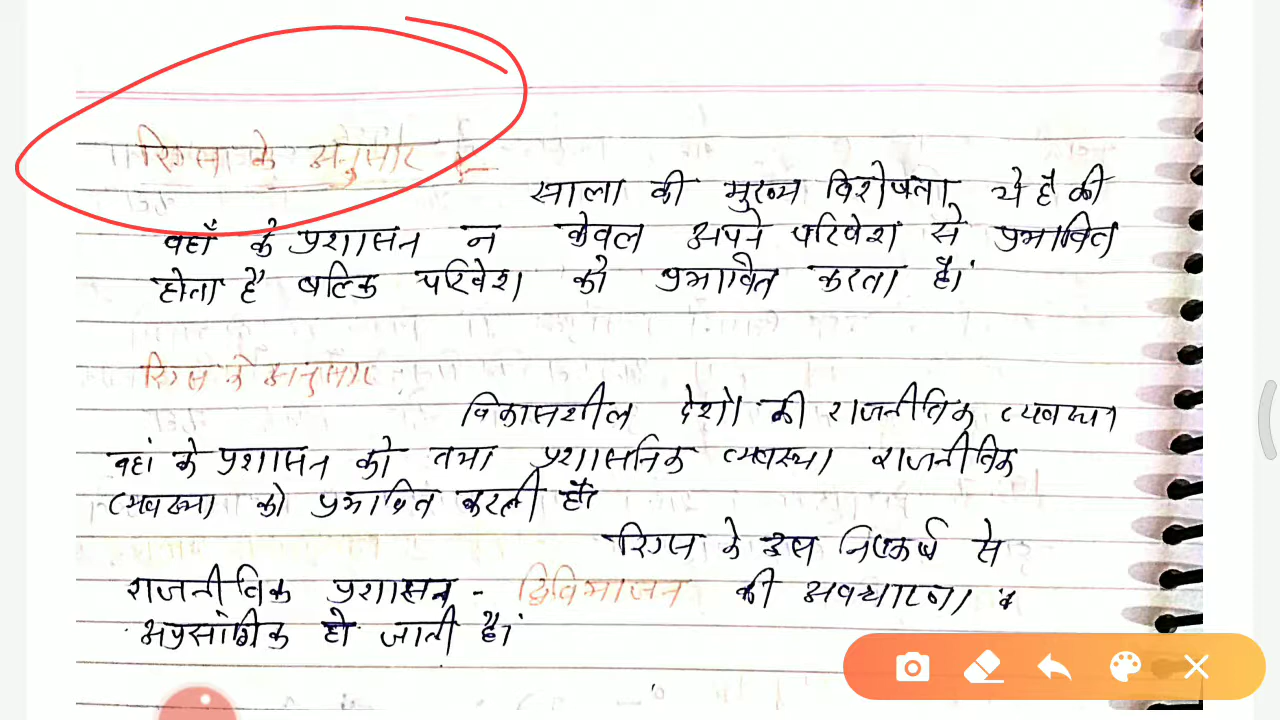 रिग्स के अनुसार :-
साला की मुख्य विशेषता ये है की
वहाँ के प्रशासन न केवल अपने परिवेश से प्रभावित
होता है बल्कि परिवेश को प्रभावित करता है।
रिग्स के अनुसार
विकासशील देशो की राजनीतिक व्यवस्था
वहां के प्रशासन को तथा प्रशासनिक व्यवस्था राजनीतिक
व्यवस्था को प्रभावित करती है।
रिग्स के इस निष्कर्ष से
राजनीतिक प्रशासन - द्विविभाजन की अवधारणा
अप्रसांगिक हो जाती है।